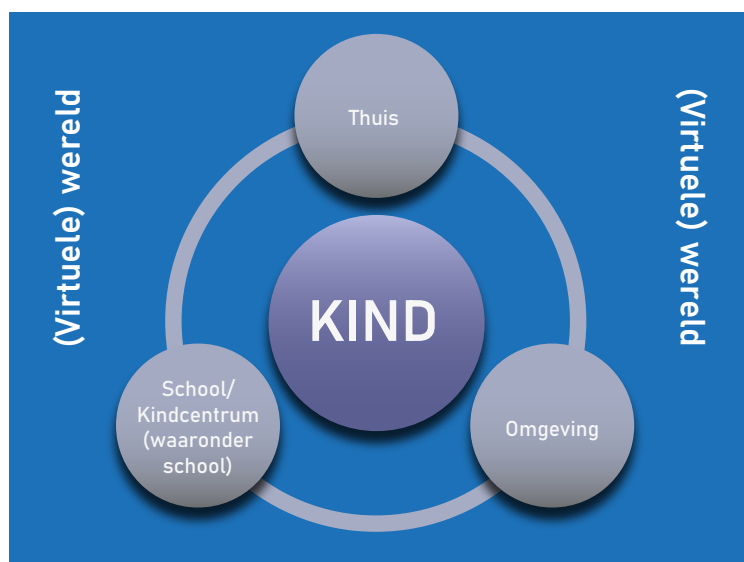 (Virtuele) wereld
Thuis
(Virtuele) wereld
KIND
School/
Kindcentrum
(waaronder
school)
Omgeving